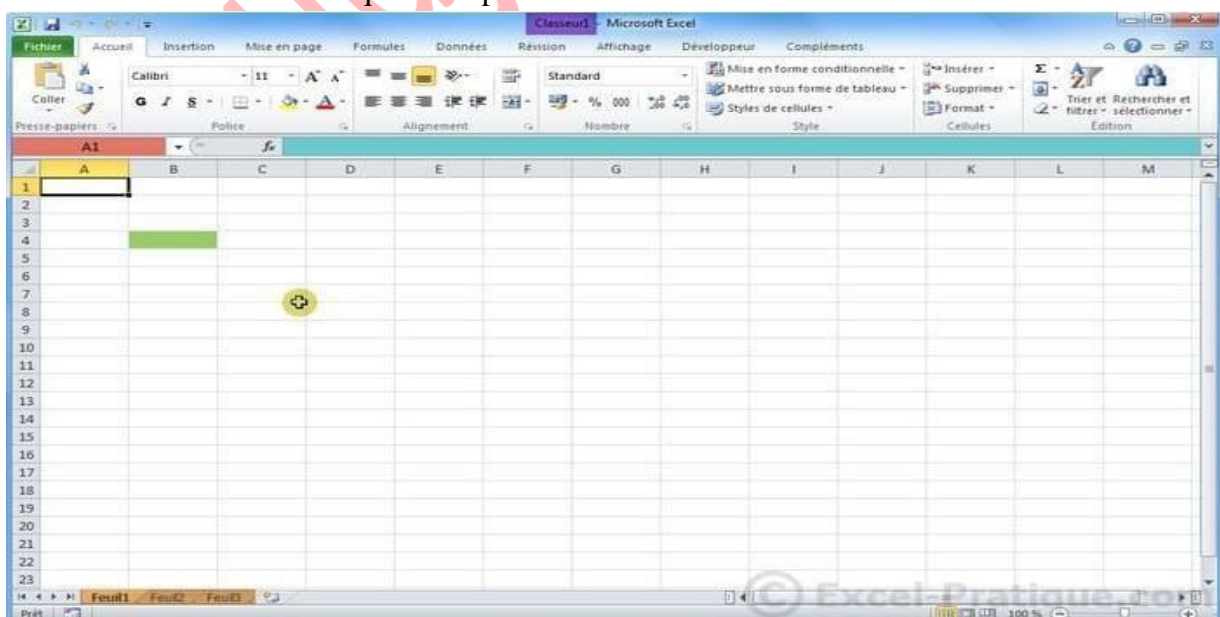 Classeur1 - Microsoft Excel
Fichier Accueil Insertion Mise en page Formules Données Révision Affichage Développeur Compléments
Calibri 11 A A Standard Mise en forme conditionnelle Insérer Σ
Coller G I S A % 000 Mettre sous forme de tableau Supprimer Trier et Rechercher et
Styles de cellules Format filtrer sélectionner
Presse-papiers Police Alignement Nombre Style Cellules Édition
A1 fx
A B C D E F G H I J K L M
1
2
3
4
5
6
7
8
9
10
11
12
13
14
15
16
17
18
19
20
21
22
23
Feuil1 Feuil2 Feuil3
© Excel-Pratique.com
Prêt 100 %